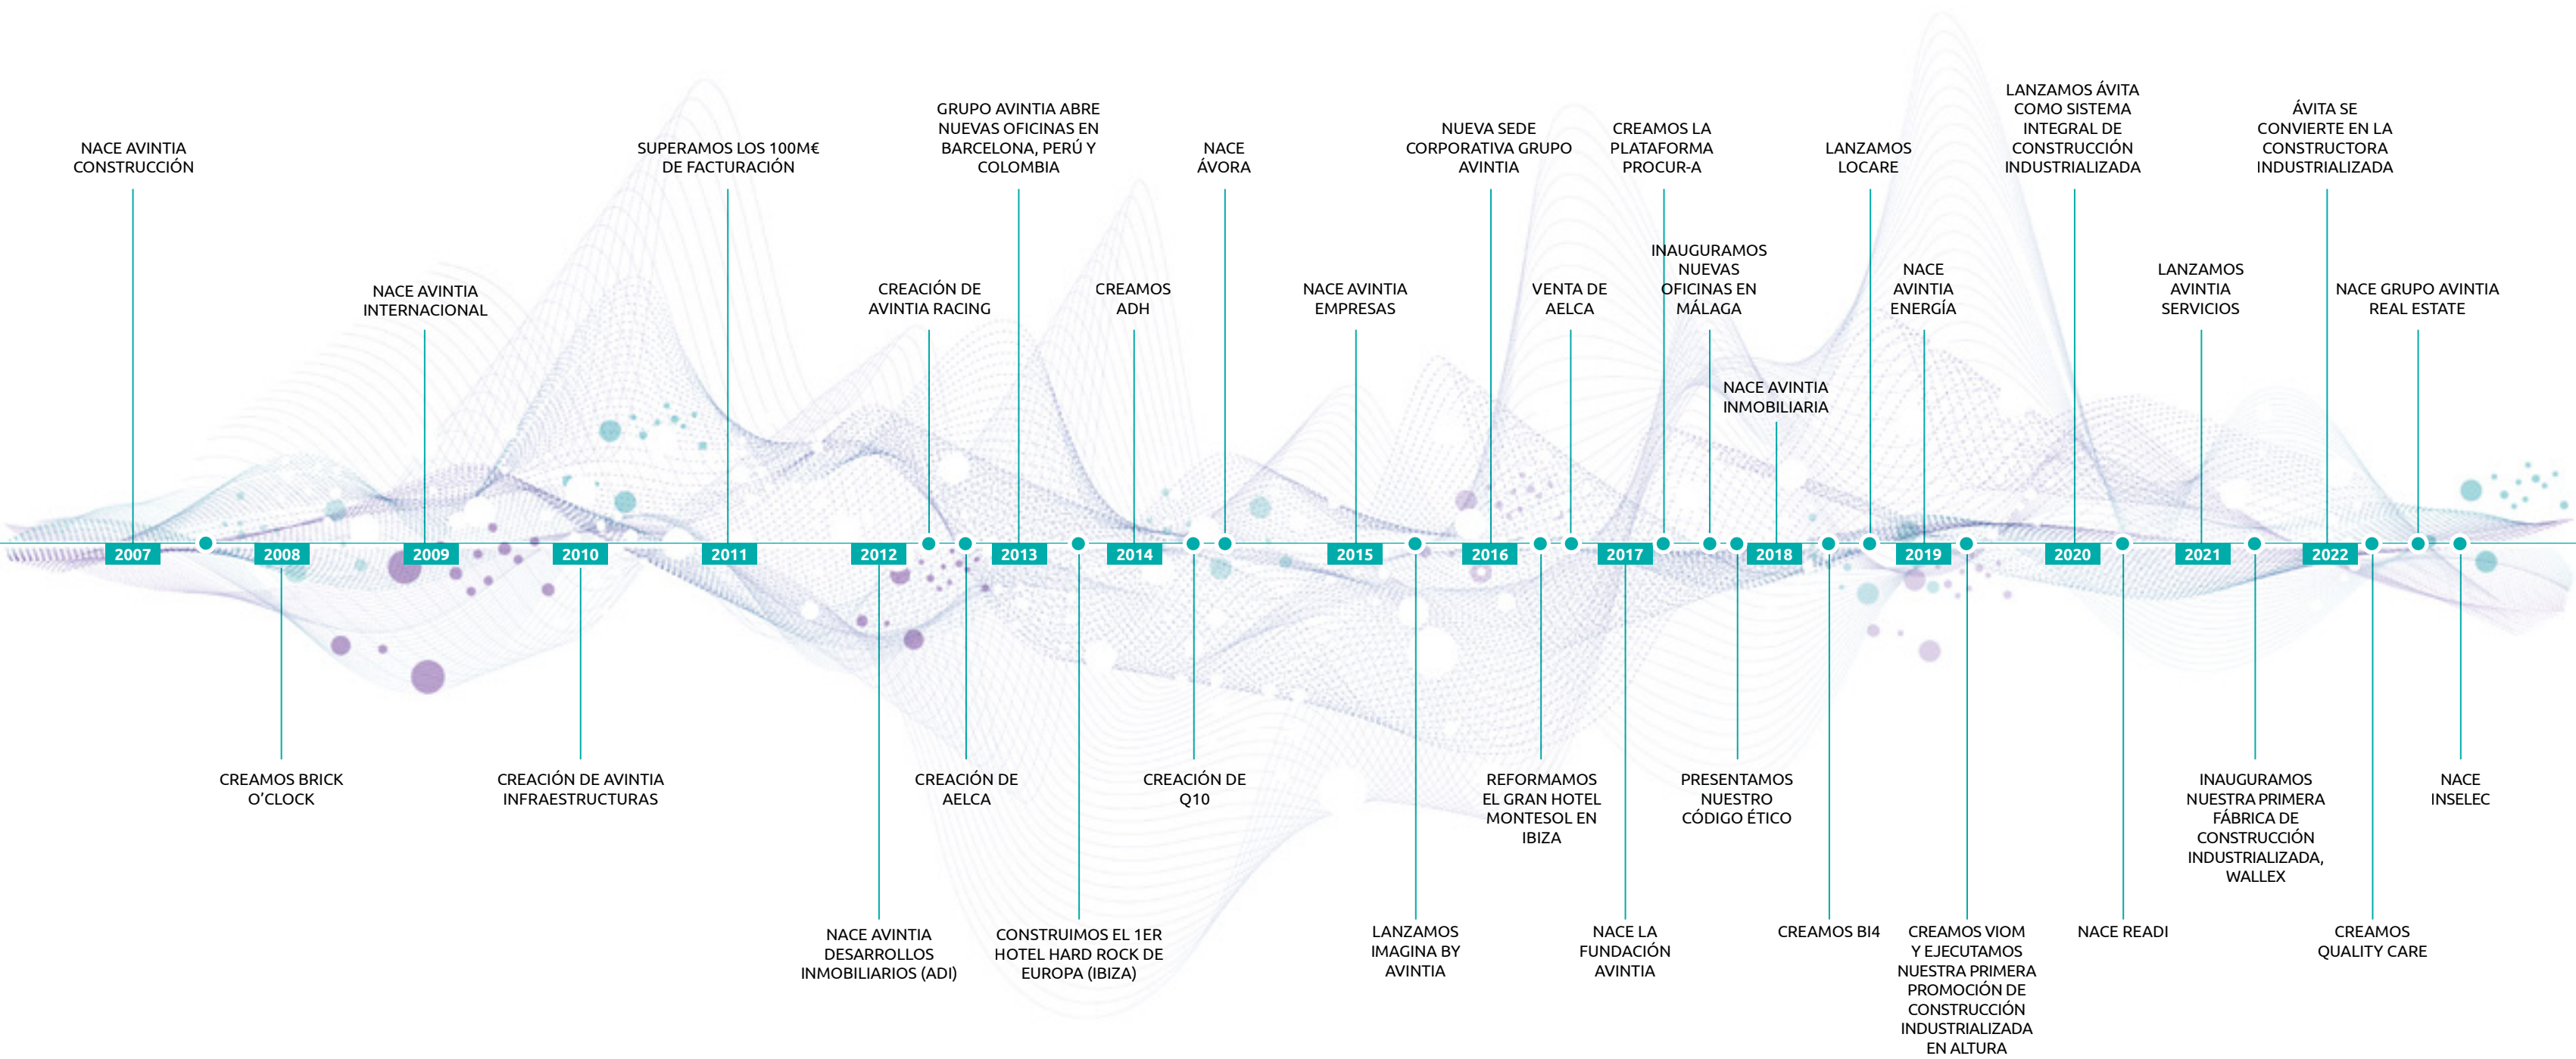 NACE AVINTIA
CONSTRUCCIÓN
NACE AVINTIA
INTERNACIONAL
SUPERAMOS LOS 100M€
DE FACTURACIÓN
CREACIÓN DE
AVINTIA RACING
GRUPO AVINTIA ABRE
NUEVAS OFICINAS EN
BARCELONA, PERÚ Y
COLOMBIA
CREAMOS
ADH
NACE
ÁVORA
NACE AVINTIA
EMPRESAS
NUEVA SEDE
CORPORATIVA GRUPO
AVINTIA
VENTA DE
AELCA
CREAMOS LA
PLATAFORMA
PROCUR-A
INAUGURAMOS
NUEVAS
OFICINAS EN
MÁLAGA
NACE AVINTIA
INMOBILIARIA
LANZAMOS
LOCARE
NACE
AVINTIA
ENERGÍA
LANZAMOS ÁVITA
COMO SISTEMA
INTEGRAL DE
CONSTRUCCIÓN
INDUSTRIALIZADA
LANZAMOS
AVINTIA
SERVICIOS
ÁVITA SE
CONVIERTE EN LA
CONSTRUCTORA
INDUSTRIALIZADA
NACE GRUPO AVINTIA
REAL ESTATE
2007
2008
2009
2010
2011
2012
2013
2014
2015
2016
2017
2018
2019
2020
2021
2022
CREAMOS BRICK
O’CLOCK
CREACIÓN DE AVINTIA
INFRAESTRUCTURAS
NACE AVINTIA
DESARROLLOS
INMOBILIARIOS (ADI)
CREACIÓN DE
AELCA
CONSTRUIMOS EL 1ER
HOTEL HARD ROCK DE
EUROPA (IBIZA)
CREACIÓN DE
Q10
LANZAMOS
IMAGINA BY
AVINTIA
REFORMAMOS
EL GRAN HOTEL
MONTESOL EN
IBIZA
NACE LA
FUNDACIÓN
AVINTIA
PRESENTAMOS
NUESTRO
CÓDIGO ÉTICO
CREAMOS BI4
CREAMOS VIOM
Y EJECUTAMOS
NUESTRA PRIMERA
PROMOCIÓN DE
CONSTRUCCIÓN
INDUSTRIALIZADA
EN ALTURA
NACE READI
INAUGURAMOS
NUESTRA PRIMERA
FÁBRICA DE
CONSTRUCCIÓN
INDUSTRIALIZADA,
WALLEX
CREAMOS
QUALITY CARE
NACE
INSELEC